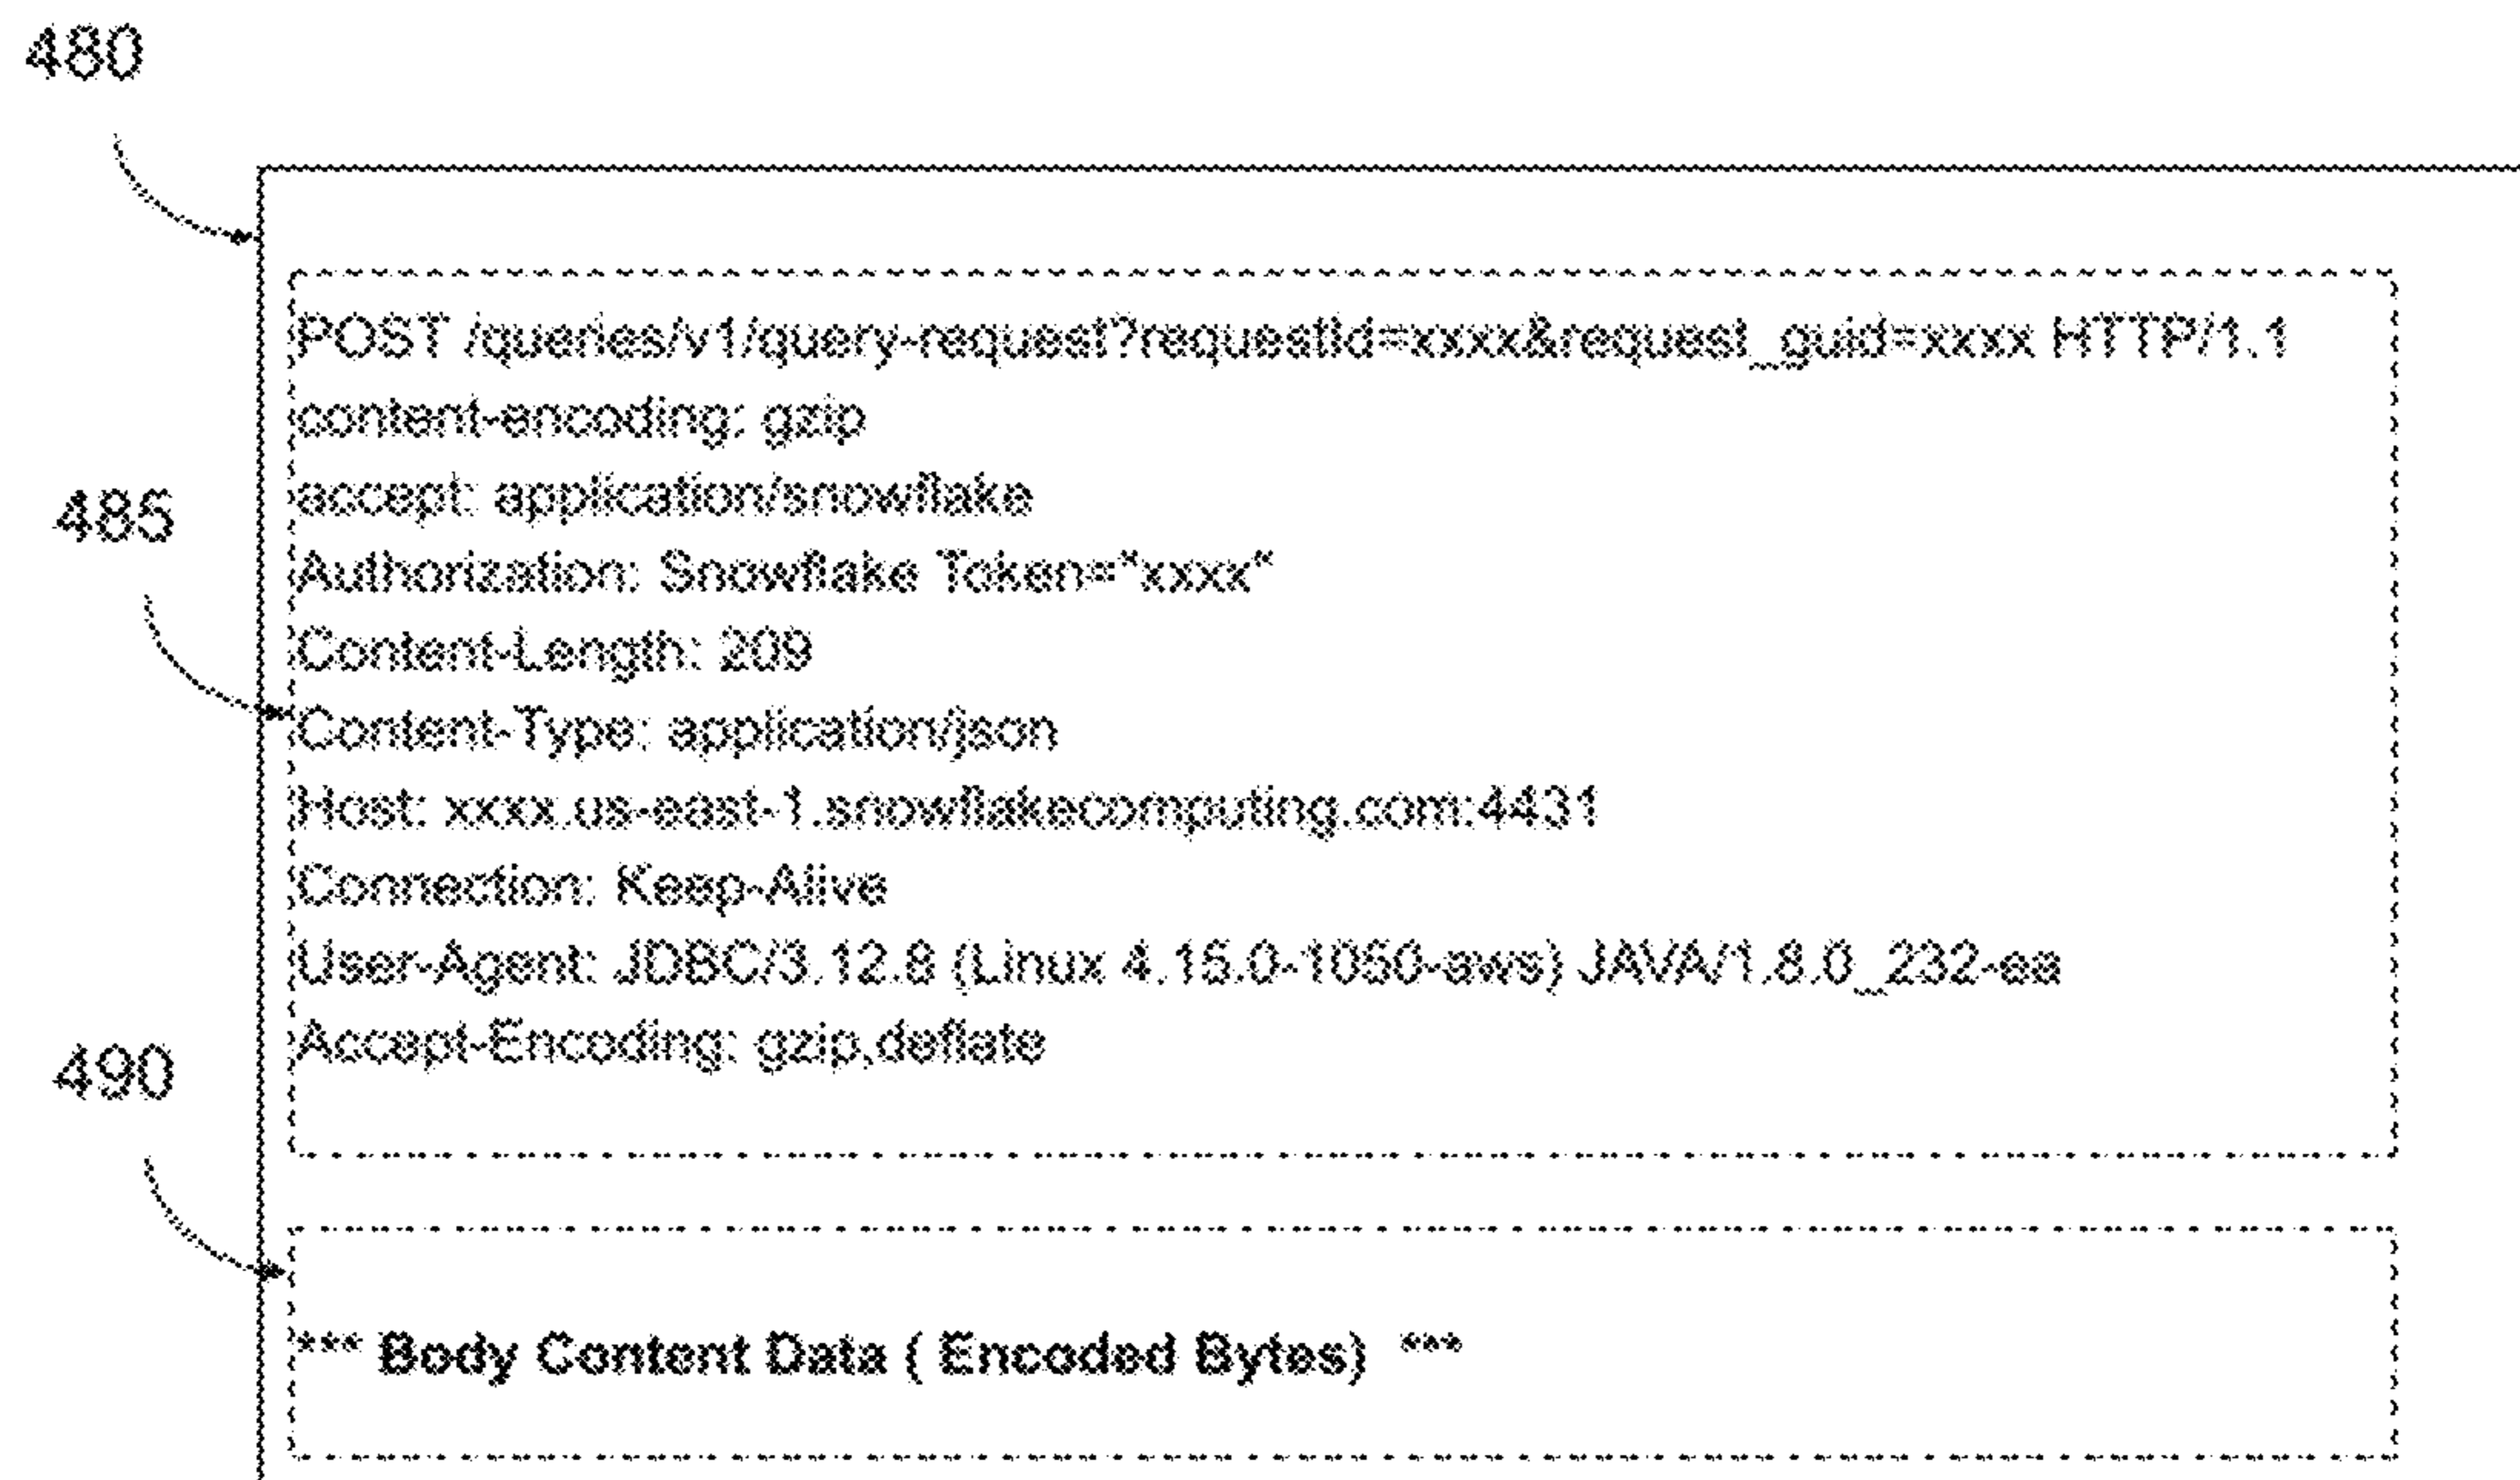 480
POST /queries/v1/query-request?requestId=xxxx&request_guid=xxxx HTTP/1.1
content-encoding: gzip
accept: application/snowflake
485
Authorization: Snowflake Token="xxxx"
Content-Length: 209
Content-Type: application/json
Host: xxxx.us-east-1.snowflakecomputing.com:4431
Connection: Keep-Alive
User-Agent: JDBC/3.12.8 (Linux 4.15.0-1050-aws) JAVA/1.8.0_232-ea
Accept-Encoding: gzip,deflate
490
*** Body Content Data ( Encoded Bytes) ***